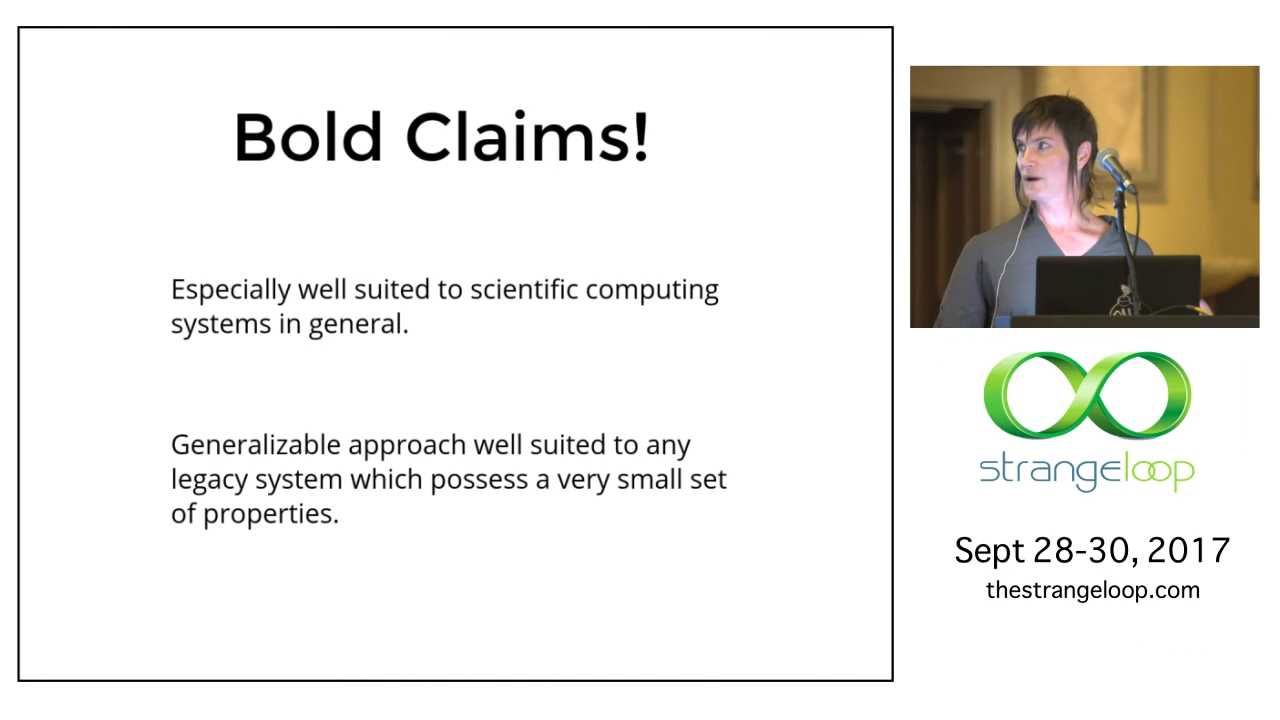 Bold Claims!
Especially well suited to scientific computing
systems in general.
Generalizable approach well suited to any
legacy system which possess a very small set
of properties.
strangeloop
Sept 28-30, 2017
thestrangeloop.com